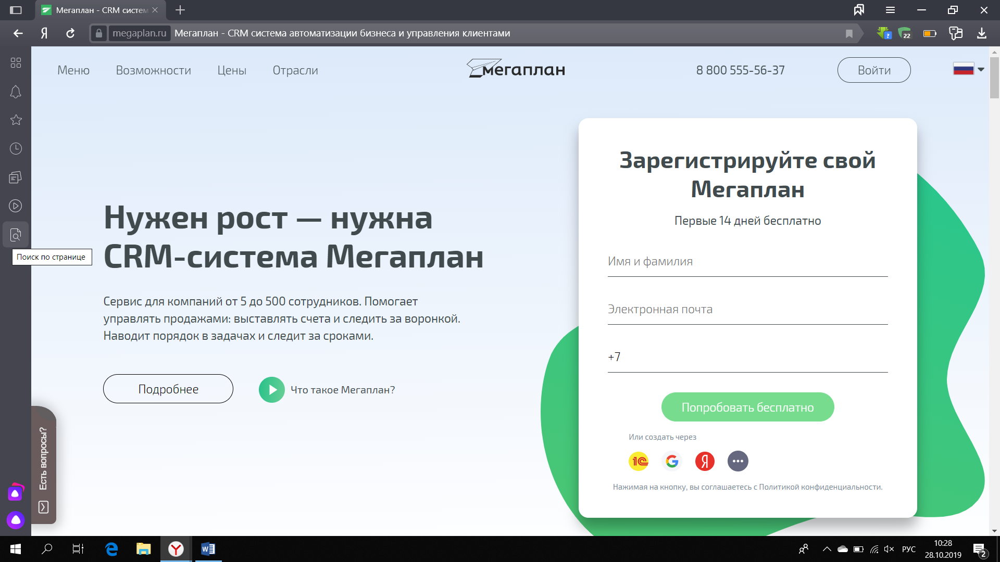 Мегаплан - CRM систем
megaplan.ru
Мегаплан - CRM система автоматизации бизнеса и управления клиентами
22
Меню
Возможности
Цены
Отрасли
мегаплан
8 800 555-56-37
Войти
Зарегистрируйте свой
Мегаплан
Первые 14 дней бесплатно
Имя и фамилия
Электронная почта
+7
Попробовать бесплатно
Или создать через
1C
G
Я
Нажимая на кнопку, вы соглашаетесь с Политикой конфиденциальности.
Нужен рост — нужна
CRM-система Мегаплан
Поиск по странице
Сервис для компаний от 5 до 500 сотрудников. Помогает
управлять продажами: выставлять счета и следить за воронкой.
Наводит порядок в задачах и следит за сроками.
Подробнее
Что такое Мегаплан?
Есть вопросы?
РУС
10:28
28.10.2019
2